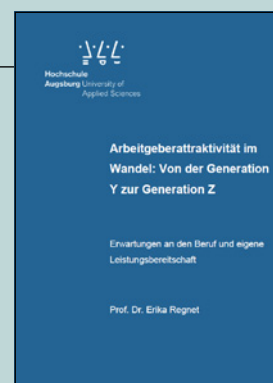 Hochschule
Augsburg University of
Applied Sciences
Arbeitgeberattraktivität im
Wandel: Von der Generation
Y zur Generation Z
Erwartungen an den Beruf und eigene
Leistungsbereitschaft
Prof. Dr. Erika Regnet